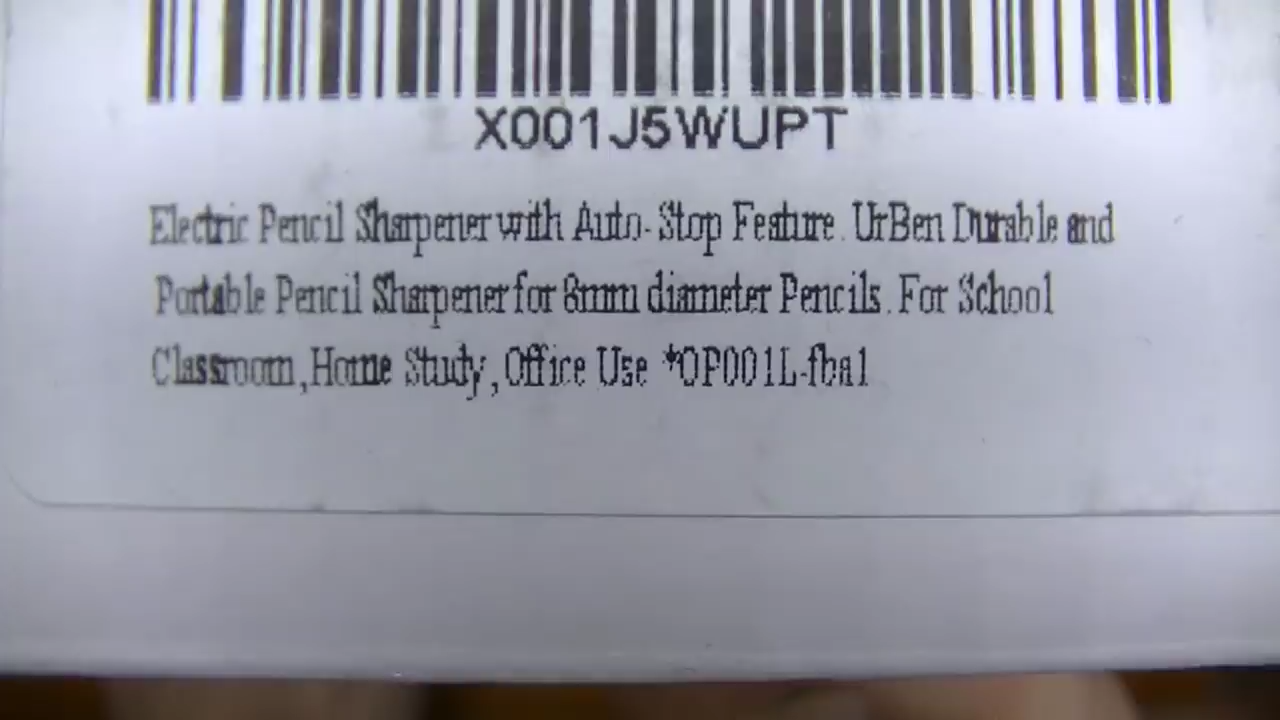 X001J5WUPT
Electric Pencil Sharpener with Auto-Stop Feature. UrBen Durable and
Portable Pencil Sharpener for 8mm diameter Pencils. For School
Classroom,Home Study,Office Use *OP001L-fba1